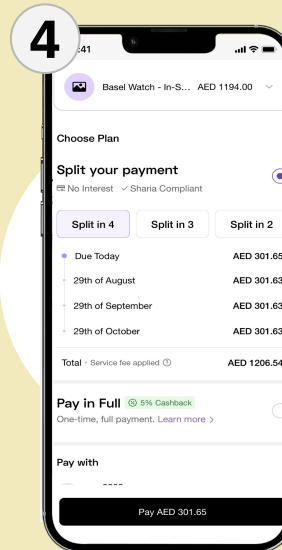 4
:41
Basel Watch - In-S... AED 1194.00
Choose Plan
Split your payment
No Interest ✓ Sharia Compliant
Split in 4 Split in 3 Split in 2
Due Today AED 301.65
29th of August AED 301.63
29th of September AED 301.63
29th of October AED 301.63
Total · Service fee applied AED 1206.54
Pay in Full 5% Cashback
One-time, full payment. Learn more >
Pay with
Pay AED 301.65